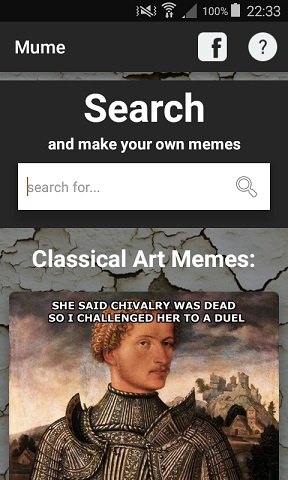 100% 22:33
Mume
f ?
Search
and make your own memes
search for...
Classical Art Memes:
SHE SAID CHIVALRY WAS DEAD
SO I CHALLENGED HER TO A DUEL